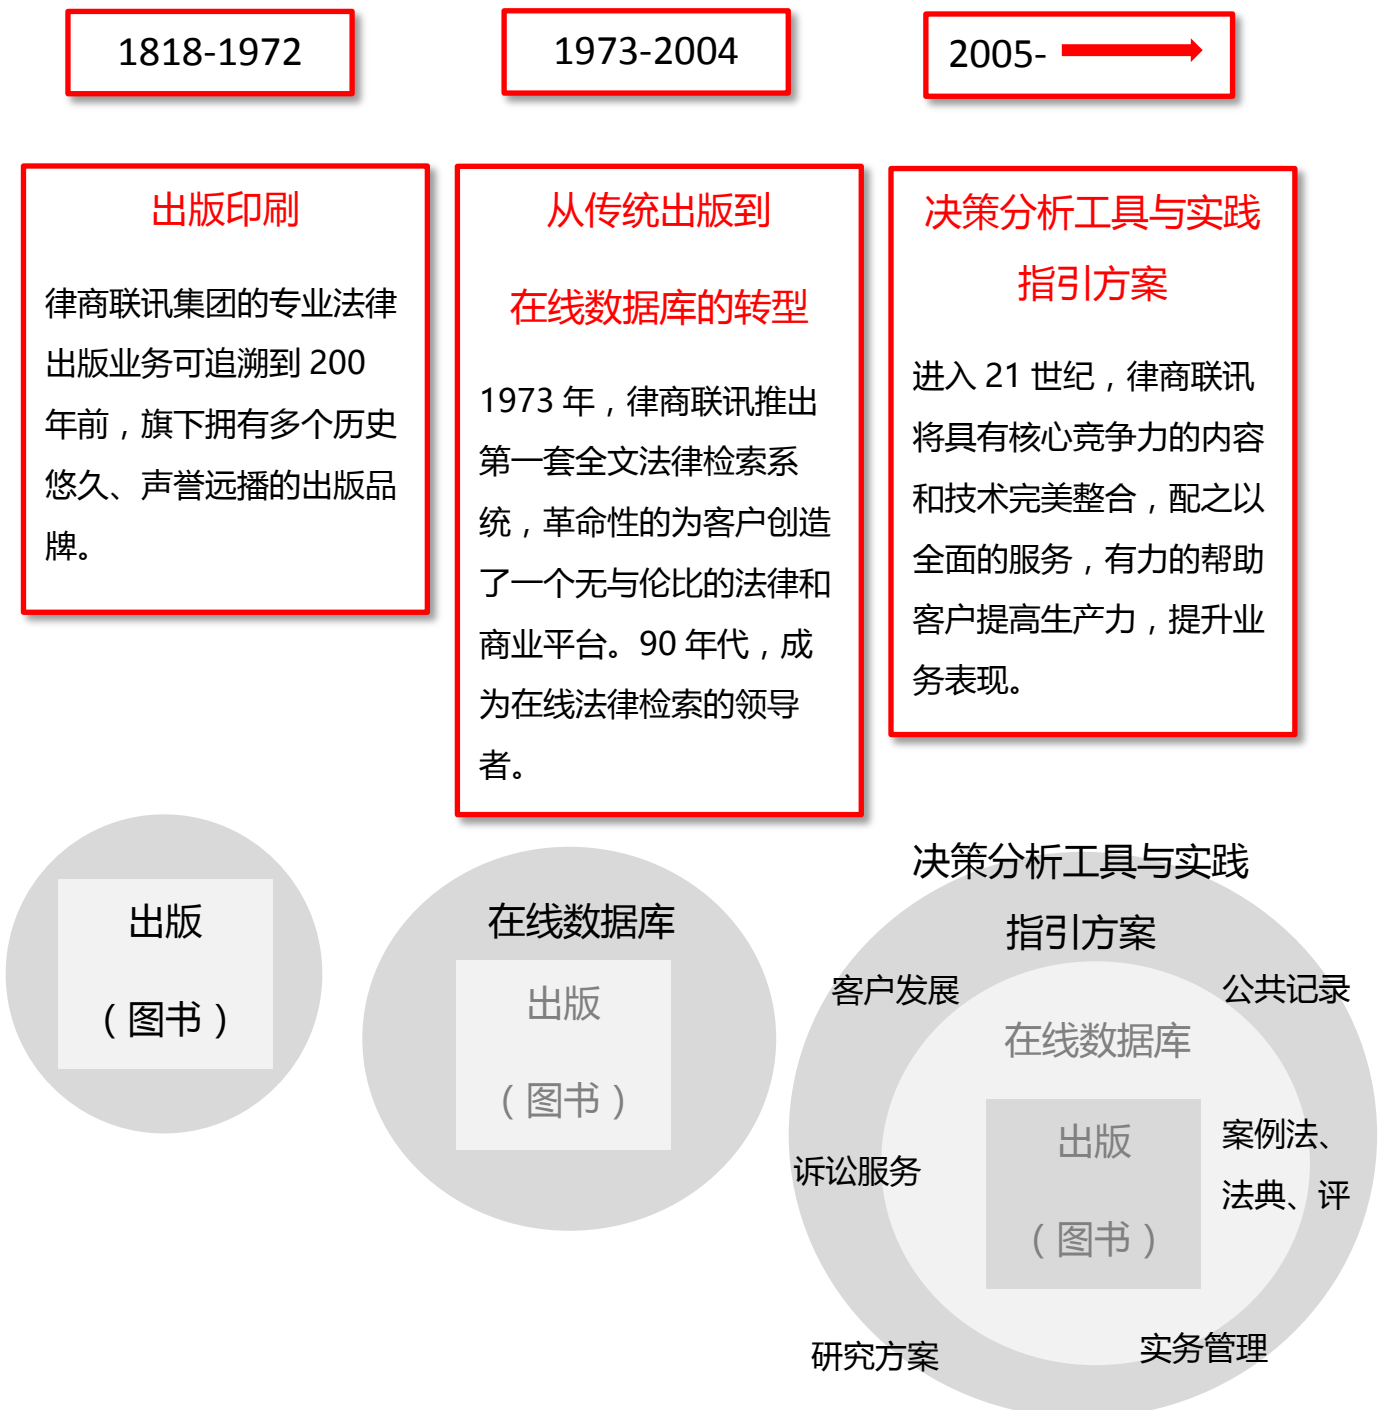 1818-1972
1973-2004
2005-
出版印刷
律商联讯集团的专业法律
出版业务可追溯到 200
年前，旗下拥有多个历史
悠久、声誉远播的出版品
牌。
从传统出版到
在线数据库的转型
1973 年，律商联讯推出
第一套全文法律检索系
统，革命性的为客户创造
了一个无与伦比的法律和
商业平台。90 年代，成
为在线法律检索的领导
者。
决策分析工具与实践
指引方案
进入 21 世纪，律商联讯
将具有核心竞争力的内容
和技术完美整合，配之以
全面的服务，有力的帮助
客户提高生产力，提升业
务表现。
出版
（图书）
在线数据库
出版
（图书）
决策分析工具与实践
指引方案
客户发展
公共记录
在线数据库
出版
（图书）
案例法、
法典、评
诉讼服务
研究方案
实务管理